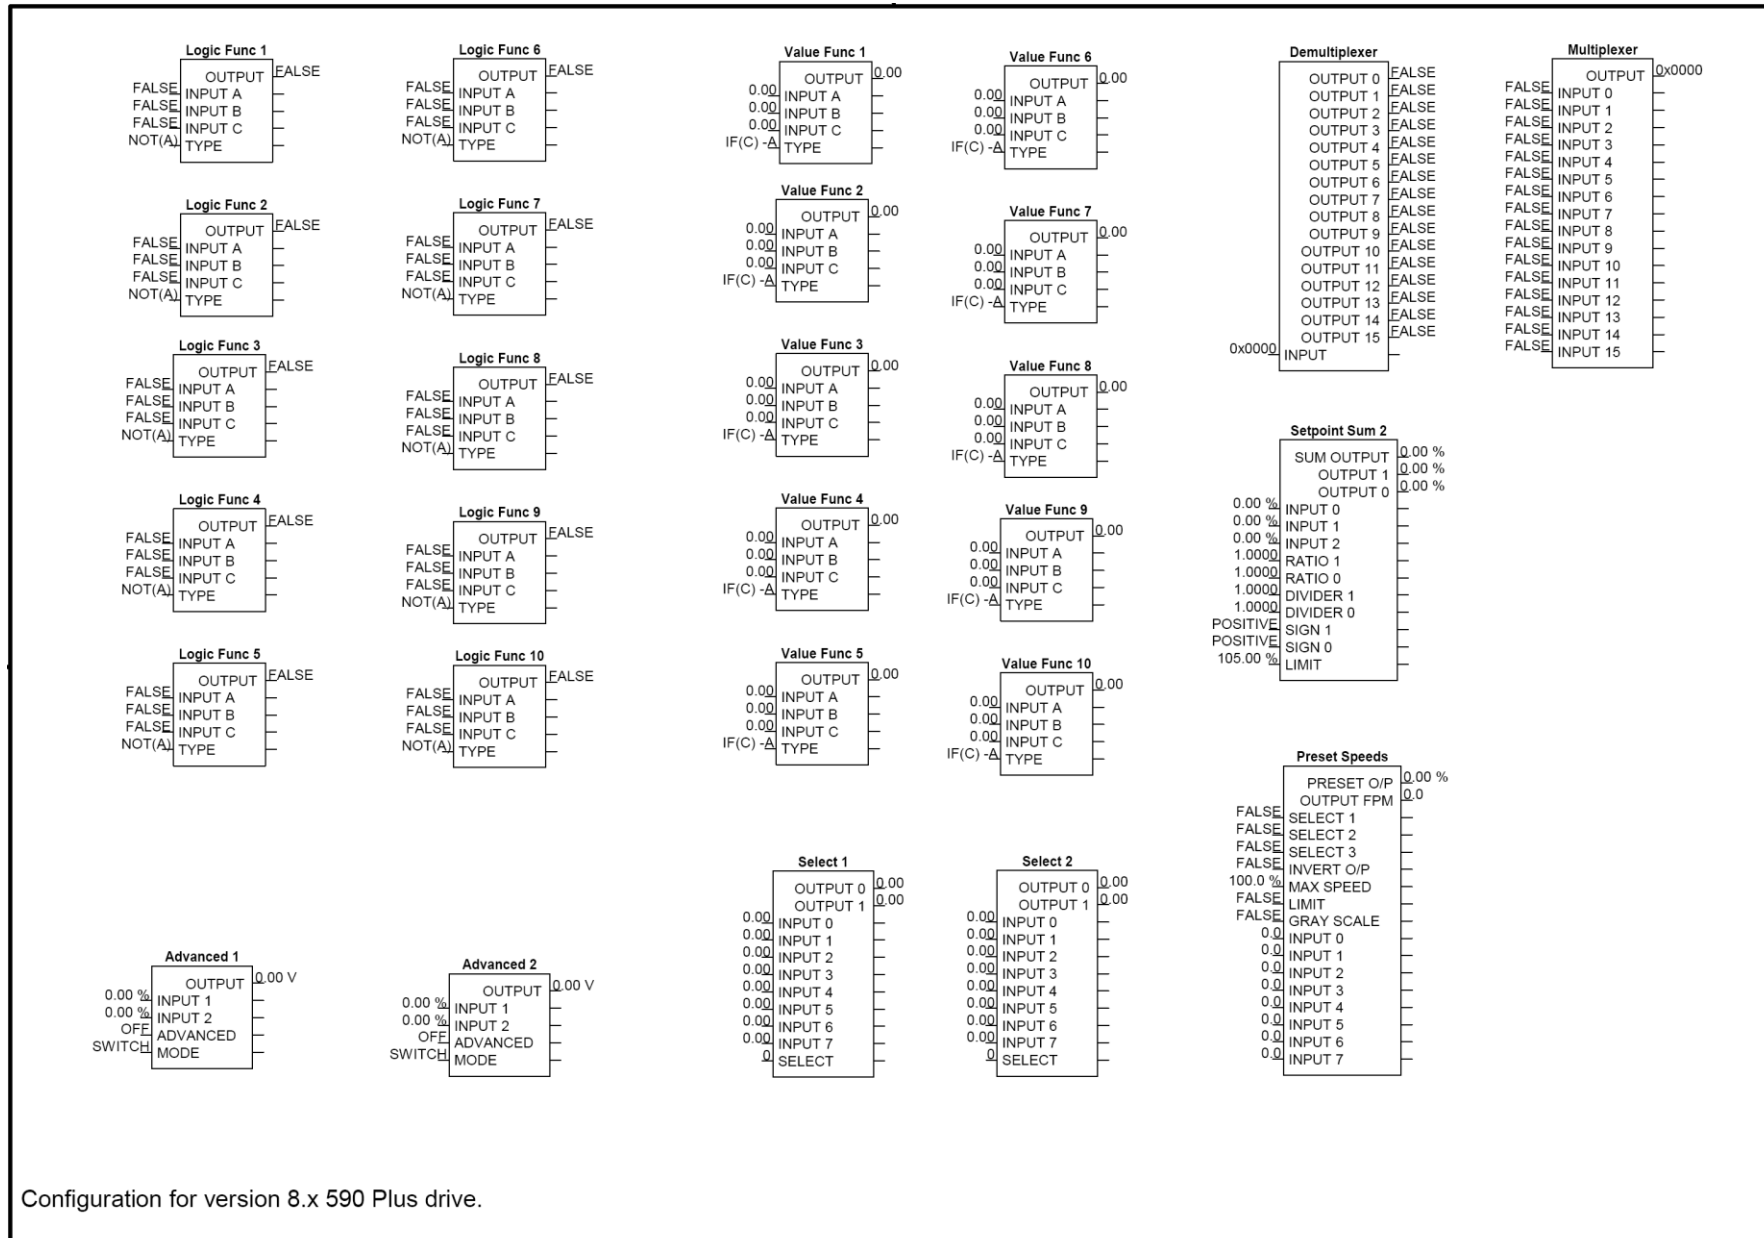 Logic Func 1
OUTPUT FALSE
FALSE INPUT A
FALSE INPUT B
FALSE INPUT C
NOT(A) TYPE
Logic Func 2
OUTPUT FALSE
FALSE INPUT A
FALSE INPUT B
FALSE INPUT C
NOT(A) TYPE
Logic Func 3
OUTPUT FALSE
FALSE INPUT A
FALSE INPUT B
FALSE INPUT C
NOT(A) TYPE
Logic Func 4
OUTPUT FALSE
FALSE INPUT A
FALSE INPUT B
FALSE INPUT C
NOT(A) TYPE
Logic Func 5
OUTPUT FALSE
FALSE INPUT A
FALSE INPUT B
FALSE INPUT C
NOT(A) TYPE
Advanced 1
OUTPUT 0.00 V
0.00 % INPUT 1
0.00 % INPUT 2
OFF ADVANCED
SWITCH MODE
Logic Func 6
OUTPUT FALSE
FALSE INPUT A
FALSE INPUT B
FALSE INPUT C
NOT(A) TYPE
Logic Func 7
OUTPUT FALSE
FALSE INPUT A
FALSE INPUT B
FALSE INPUT C
NOT(A) TYPE
Logic Func 8
OUTPUT FALSE
FALSE INPUT A
FALSE INPUT B
FALSE INPUT C
NOT(A) TYPE
Logic Func 9
OUTPUT FALSE
FALSE INPUT A
FALSE INPUT B
FALSE INPUT C
NOT(A) TYPE
Logic Func 10
OUTPUT FALSE
FALSE INPUT A
FALSE INPUT B
FALSE INPUT C
NOT(A) TYPE
Advanced 2
OUTPUT 0.00 V
0.00 % INPUT 1
0.00 % INPUT 2
OFF ADVANCED
SWITCH MODE
Value Func 1
OUTPUT 0.00
0.00 INPUT A
0.00 INPUT B
0.00 INPUT C
IF(C) -A TYPE
Value Func 2
OUTPUT 0.00
0.00 INPUT A
0.00 INPUT B
0.00 INPUT C
IF(C) -A TYPE
Value Func 3
OUTPUT 0.00
0.00 INPUT A
0.00 INPUT B
0.00 INPUT C
IF(C) -A TYPE
Value Func 4
OUTPUT 0.00
0.00 INPUT A
0.00 INPUT B
0.00 INPUT C
IF(C) -A TYPE
Value Func 5
OUTPUT 0.00
0.00 INPUT A
0.00 INPUT B
0.00 INPUT C
IF(C) -A TYPE
Select 1
OUTPUT 0 0.00
OUTPUT 1 0.00
0.00 INPUT 0
0.00 INPUT 1
0.00 INPUT 2
0.00 INPUT 3
0.00 INPUT 4
0.00 INPUT 5
0.00 INPUT 6
0.00 INPUT 7
0 SELECT
Value Func 6
OUTPUT 0.00
0.00 INPUT A
0.00 INPUT B
0.00 INPUT C
IF(C) -A TYPE
Value Func 7
OUTPUT 0.00
0.00 INPUT A
0.00 INPUT B
0.00 INPUT C
IF(C) -A TYPE
Value Func 8
OUTPUT 0.00
0.00 INPUT A
0.00 INPUT B
0.00 INPUT C
IF(C) -A TYPE
Value Func 9
OUTPUT 0.00
0.00 INPUT A
0.00 INPUT B
0.00 INPUT C
IF(C) -A TYPE
Value Func 10
OUTPUT 0.00
0.00 INPUT A
0.00 INPUT B
0.00 INPUT C
IF(C) -A TYPE
Select 2
OUTPUT 0 0.00
OUTPUT 1 0.00
0.00 INPUT 0
0.00 INPUT 1
0.00 INPUT 2
0.00 INPUT 3
0.00 INPUT 4
0.00 INPUT 5
0.00 INPUT 6
0.00 INPUT 7
0 SELECT
Demultiplexer
OUTPUT 0 FALSE
OUTPUT 1 FALSE
OUTPUT 2 FALSE
OUTPUT 3 FALSE
OUTPUT 4 FALSE
OUTPUT 5 FALSE
OUTPUT 6 FALSE
OUTPUT 7 FALSE
OUTPUT 8 FALSE
OUTPUT 9 FALSE
OUTPUT 10 FALSE
OUTPUT 11 FALSE
OUTPUT 12 FALSE
OUTPUT 13 FALSE
OUTPUT 14 FALSE
OUTPUT 15 FALSE
0x0000 INPUT
Setpoint Sum 2
SUM OUTPUT 0.00 %
OUTPUT 1 0.00 %
OUTPUT 0 0.00 %
0.00 % INPUT 0
0.00 % INPUT 1
0.00 % INPUT 2
1.0000 RATIO 1
1.0000 RATIO 0
1.0000 DIVIDER 1
1.0000 DIVIDER 0
POSITIVE SIGN 1
POSITIVE SIGN 0
105.00 % LIMIT
Preset Speeds
PRESET O/P 0.00 %
OUTPUT FPM 0.0
FALSE SELECT 1
FALSE SELECT 2
FALSE SELECT 3
FALSE INVERT O/P
100.0 % MAX SPEED
FALSE LIMIT
FALSE GRAY SCALE
0.0 INPUT 0
0.0 INPUT 1
0.0 INPUT 2
0.0 INPUT 3
0.0 INPUT 4
0.0 INPUT 5
0.0 INPUT 6
0.0 INPUT 7
Multiplexer
OUTPUT 0x0000
FALSE INPUT 0
FALSE INPUT 1
FALSE INPUT 2
FALSE INPUT 3
FALSE INPUT 4
FALSE INPUT 5
FALSE INPUT 6
FALSE INPUT 7
FALSE INPUT 8
FALSE INPUT 9
FALSE INPUT 10
FALSE INPUT 11
FALSE INPUT 12
FALSE INPUT 13
FALSE INPUT 14
FALSE INPUT 15
Configuration for version 8.x 590 Plus drive.